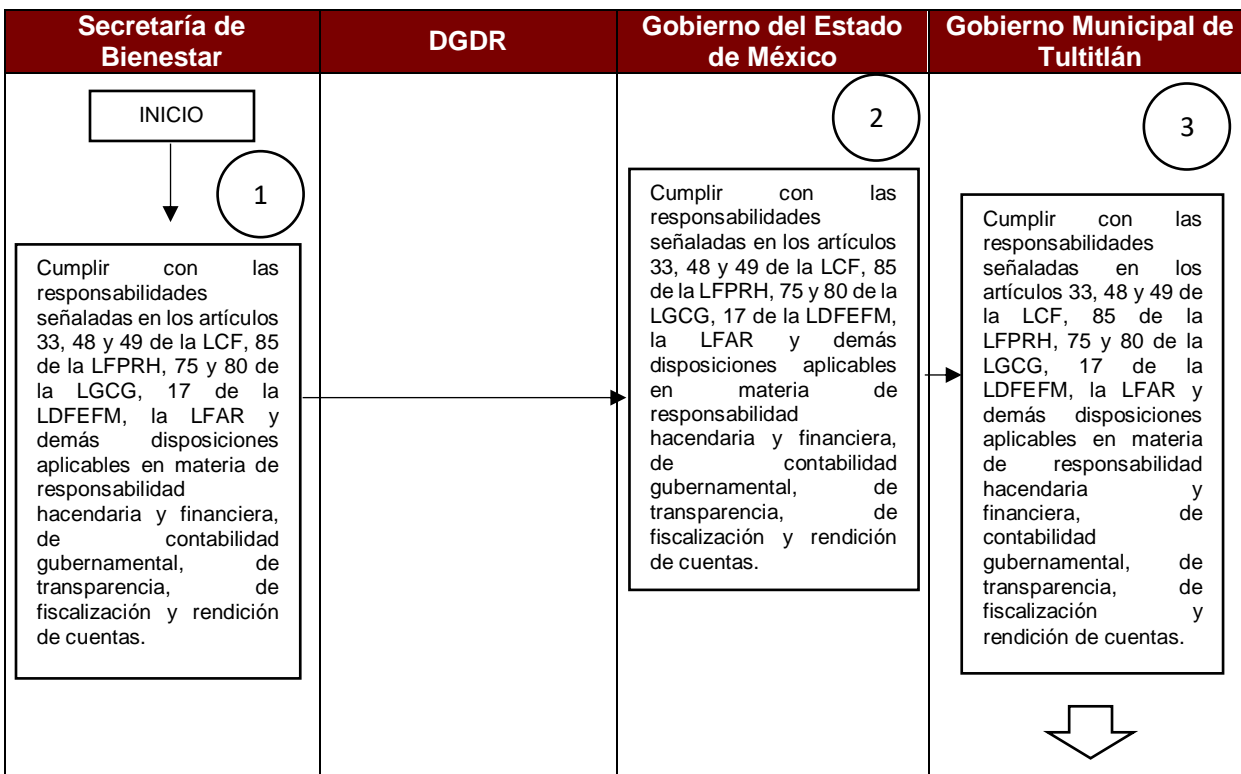 Secretaría de
Bienestar
DGDR
Gobierno del Estado
de México
Gobierno Municipal de
Tultitlán
INICIO
1
Cumplir con las
responsabilidades
señaladas en los artículos
33, 48 y 49 de la LCF, 85
de la LFPRH, 75 y 80 de
la LGCG, 17 de la
LDFEFM, la LFAR y
demás disposiciones
aplicables en materia de
responsabilidad
hacendaria y financiera,
de contabilidad
gubernamental, de
transparencia, de
fiscalización y rendición
de cuentas.
2
Cumplir con las
responsabilidades
señaladas en los artículos
33, 48 y 49 de la LCF, 85
de la LFPRH, 75 y 80 de la
LGCG, 17 de la LDFEFM,
la LFAR y demás
disposiciones aplicables
en materia de
responsabilidad
hacendaria y financiera,
de contabilidad
gubernamental, de
transparencia, de
fiscalización y rendición
de cuentas.
3
Cumplir con las
responsabilidades
señaladas en los
artículos 33, 48 y 49 de
la LCF, 85 de la
LFPRH, 75 y 80 de la
LGCG, 17 de la
LDFEFM, la LFAR y
demás disposiciones
aplicables en materia
de responsabilidad
hacendaria y
financiera, de
contabilidad
gubernamental, de
transparencia, de
fiscalización y
rendición de cuentas.